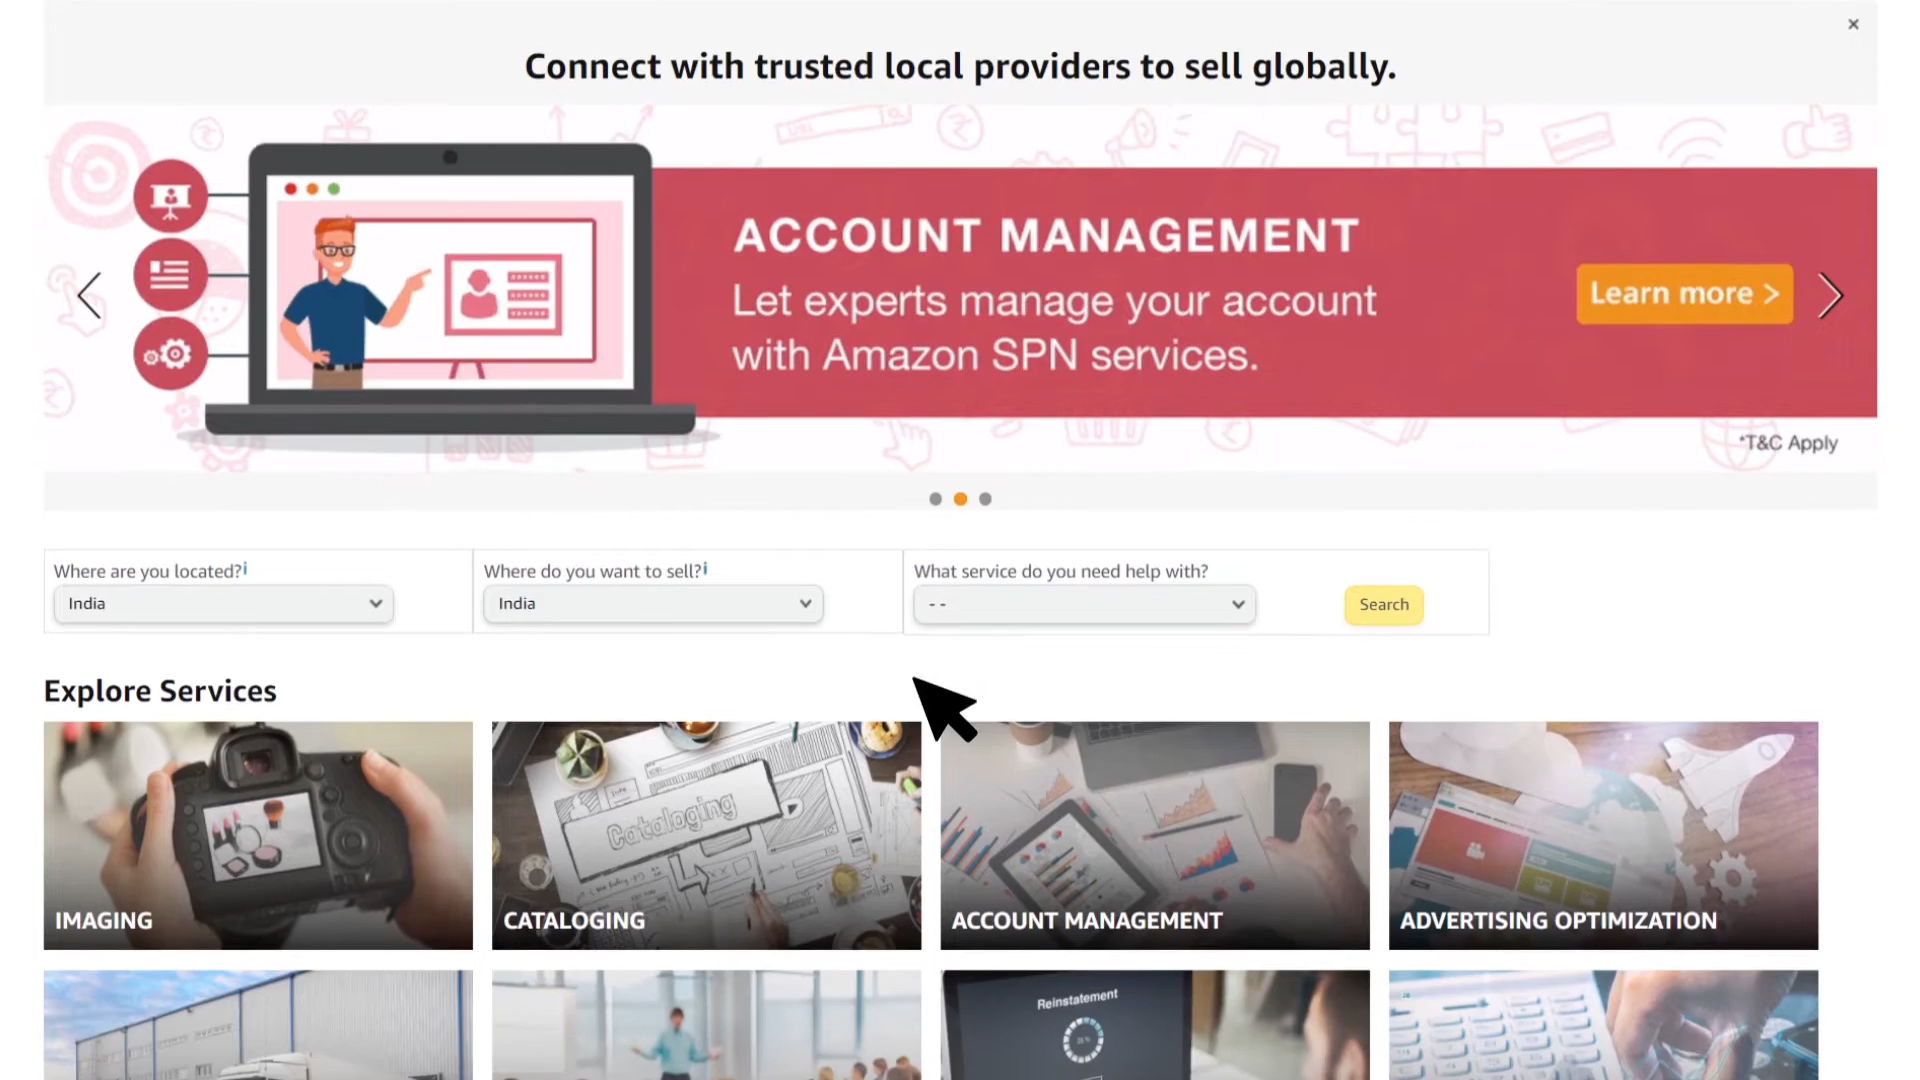 ×
Connect with trusted local providers to sell globally.
ACCOUNT MANAGEMENT
Let experts manage your account
with Amazon SPN services.
Learn more >
*T&C Apply
Where are you located?i
India
Where do you want to sell?i
India
What service do you need help with?
- -
Search
Explore Services
Cataloging
IMAGING
CATALOGING
ACCOUNT MANAGEMENT
ADVERTISING OPTIMIZATION
Reinstatement